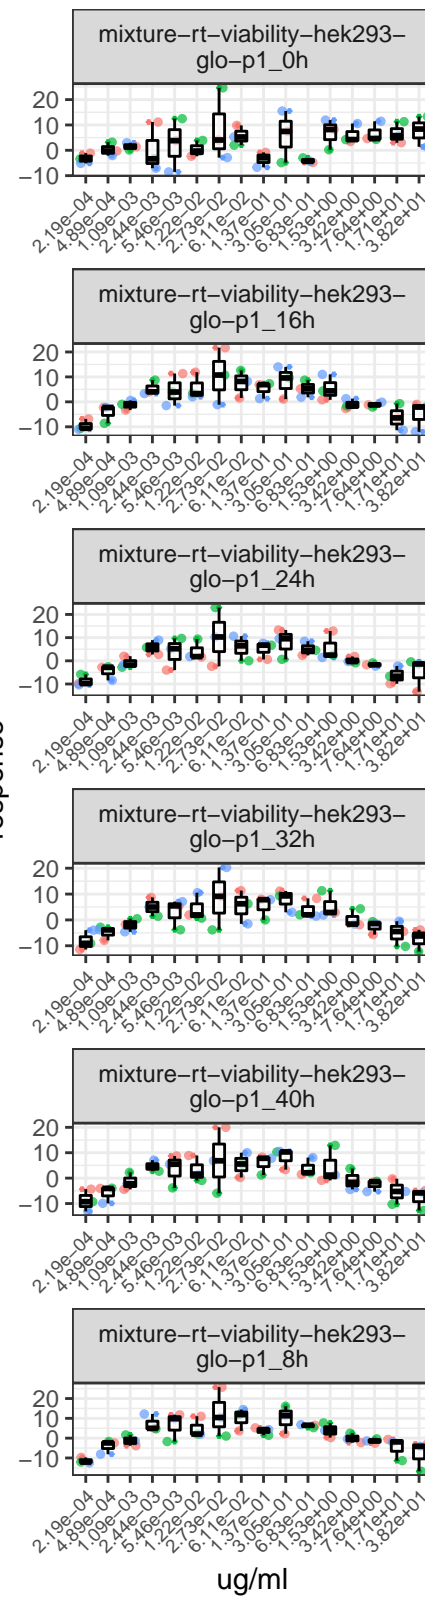 mixture−rt−viability−hek293−
glo−p1_0h
20
10
0
−10
2.19e−04
4.89e−04
1.09e−03
2.44e−03
5.46e−03
1.22e−02
2.73e−02
6.11e−02
1.37e−01
3.05e−01
6.83e−01
1.53e+00
3.42e+00
7.64e+00
1.71e+01
3.82e+01
mixture−rt−viability−hek293−
glo−p1_16h
20
10
0
−10
2.19e−04
4.89e−04
1.09e−03
2.44e−03
5.46e−03
1.22e−02
2.73e−02
6.11e−02
1.37e−01
3.05e−01
6.83e−01
1.53e+00
3.42e+00
7.64e+00
1.71e+01
3.82e+01
mixture−rt−viability−hek293−
glo−p1_24h
20
10
0
−10
2.19e−04
4.89e−04
1.09e−03
2.44e−03
5.46e−03
1.22e−02
2.73e−02
6.11e−02
1.37e−01
3.05e−01
6.83e−01
1.53e+00
3.42e+00
7.64e+00
1.71e+01
3.82e+01
mixture−rt−viability−hek293−
glo−p1_32h
20
10
0
−10
2.19e−04
4.89e−04
1.09e−03
2.44e−03
5.46e−03
1.22e−02
2.73e−02
6.11e−02
1.37e−01
3.05e−01
6.83e−01
1.53e+00
3.42e+00
7.64e+00
1.71e+01
3.82e+01
mixture−rt−viability−hek293−
glo−p1_40h
20
10
0
−10
2.19e−04
4.89e−04
1.09e−03
2.44e−03
5.46e−03
1.22e−02
2.73e−02
6.11e−02
1.37e−01
3.05e−01
6.83e−01
1.53e+00
3.42e+00
7.64e+00
1.71e+01
3.82e+01
mixture−rt−viability−hek293−
glo−p1_8h
20
10
0
−10
2.19e−04
4.89e−04
1.09e−03
2.44e−03
5.46e−03
1.22e−02
2.73e−02
6.11e−02
1.37e−01
3.05e−01
6.83e−01
1.53e+00
3.42e+00
7.64e+00
1.71e+01
3.82e+01
ug/ml